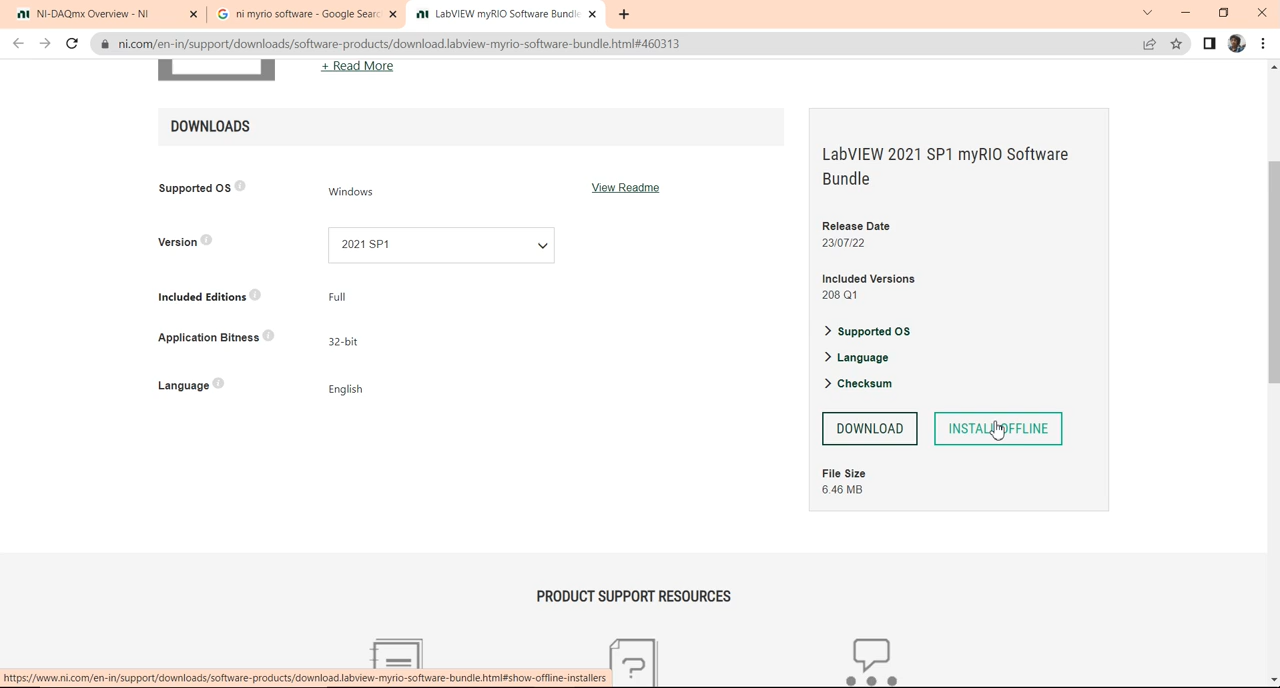 NI-DAQmx Overview - NI
ni myrio software - Google Searc
LabVIEW myRIO Software Bundle
ni.com/en-in/support/downloads/software-products/download.labview-myrio-software-bundle.html#460313
+ Read More
DOWNLOADS
Supported OS
Windows
View Readme
Version
2021 SP1
Included Editions
Full
Application Bitness
32-bit
Language
English
LabVIEW 2021 SP1 myRIO Software
Bundle
Release Date
23/07/22
Included Versions
208 Q1
Supported OS
Language
Checksum
DOWNLOAD
INSTALL OFFLINE
File Size
6.46 MB
PRODUCT SUPPORT RESOURCES
https://www.ni.com/en-in/support/downloads/software-products/download.labview-myrio-software-bundle.html#show-offline-installers